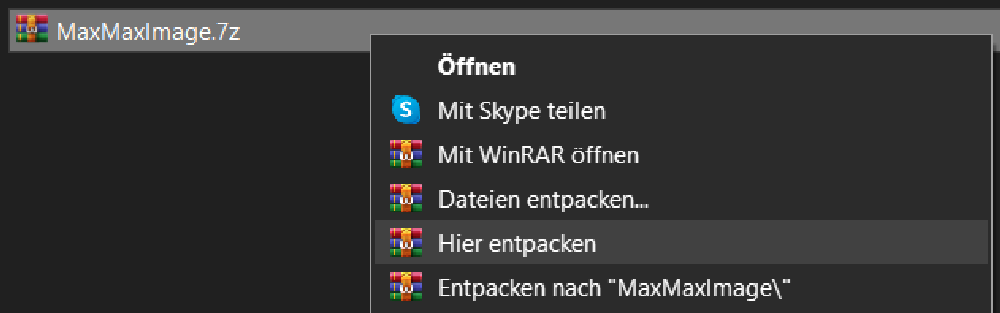 MaxMaxImage.7z
Öffnen
Mit Skype teilen
Mit WinRAR öffnen
Dateien entpacken...
Hier entpacken
Entpacken nach "MaxMaxImage\"